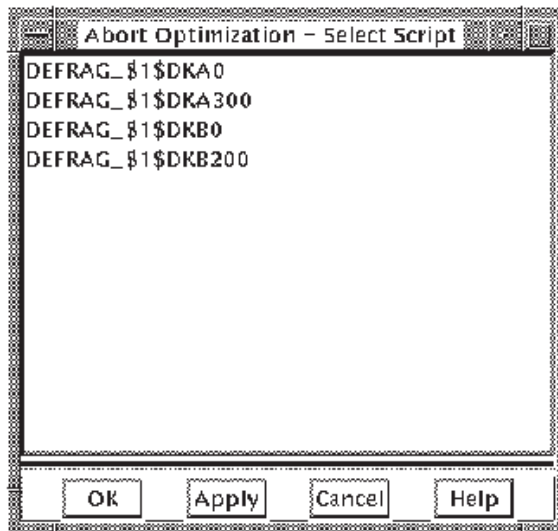 Abort Optimization – Select Script
DEFRAG_$1$DKA0
DEFRAG_$1$DKA300
DEFRAG_$1$DKB0
DEFRAG_$1$DKB200
OK Apply Cancel Help